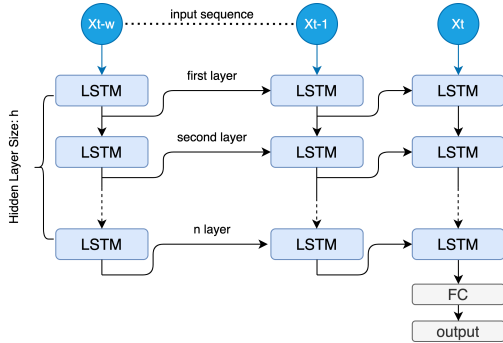 Xt-w
input sequence
Xt-1
Xt
first layer
LSTM
LSTM
LSTM
second layer
LSTM
LSTM
LSTM
Hidden Layer Size: h
n layer
LSTM
LSTM
LSTM
FC
output